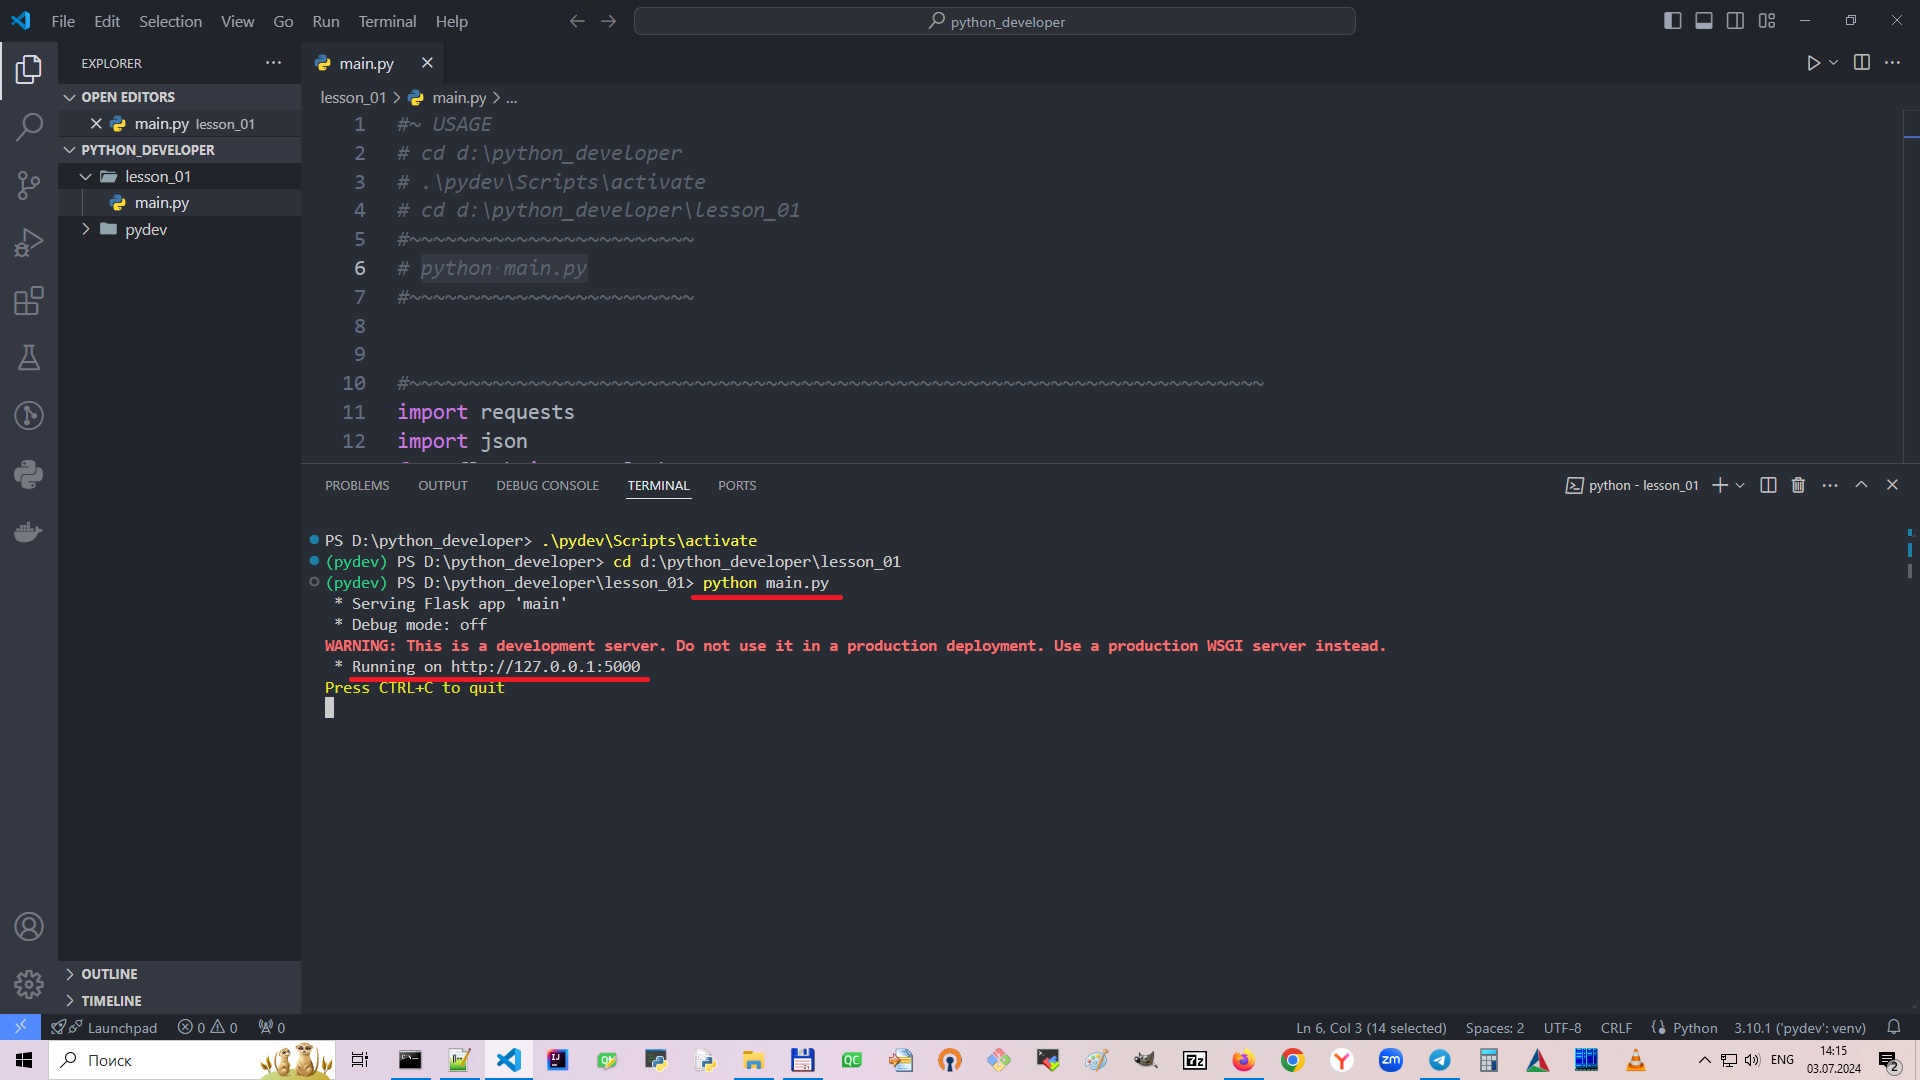 File Edit Selection View Go Run Terminal Help python_developer
EXPLORER
OPEN EDITORS
main.py lesson_01
PYTHON_DEVELOPER
lesson_01
main.py
pydev
OUTLINE
TIMELINE
main.py
lesson_01 > main.py > ...
1 #~ USAGE
2 # cd d:\python_developer
3 # .\pydev\Scripts\activate
4 # cd d:\python_developer\lesson_01
5 #~~~~~~~~~~~~~~~~~~~~~~~~
6 # python·main.py
7 #~~~~~~~~~~~~~~~~~~~~~~~~
8
9
10 #~~~~~~~~~~~~~~~~~~~~~~~~~~~~~~~~~~~~~~~~~~~~~~~~~~~~~~~~~~~~~~~~~~~~~~~~
11 import requests
12 import json
PROBLEMS OUTPUT DEBUG CONSOLE TERMINAL PORTS
python - lesson_01
PS D:\python_developer> .\pydev\Scripts\activate
(pydev) PS D:\python_developer> cd d:\python_developer\lesson_01
(pydev) PS D:\python_developer\lesson_01> python main.py
* Serving Flask app 'main'
* Debug mode: off
WARNING: This is a development server. Do not use it in a production deployment. Use a production WSGI server instead.
* Running on http://127.0.0.1:5000
Press CTRL+C to quit
Launchpad 0 0 0
Ln 6, Col 3 (14 selected) Spaces: 2 UTF-8 CRLF Python 3.10.1 ('pydev': venv)
Поиск
IJ
QC
7z
Y
zm
ENG
14:15
03.07.2024
2